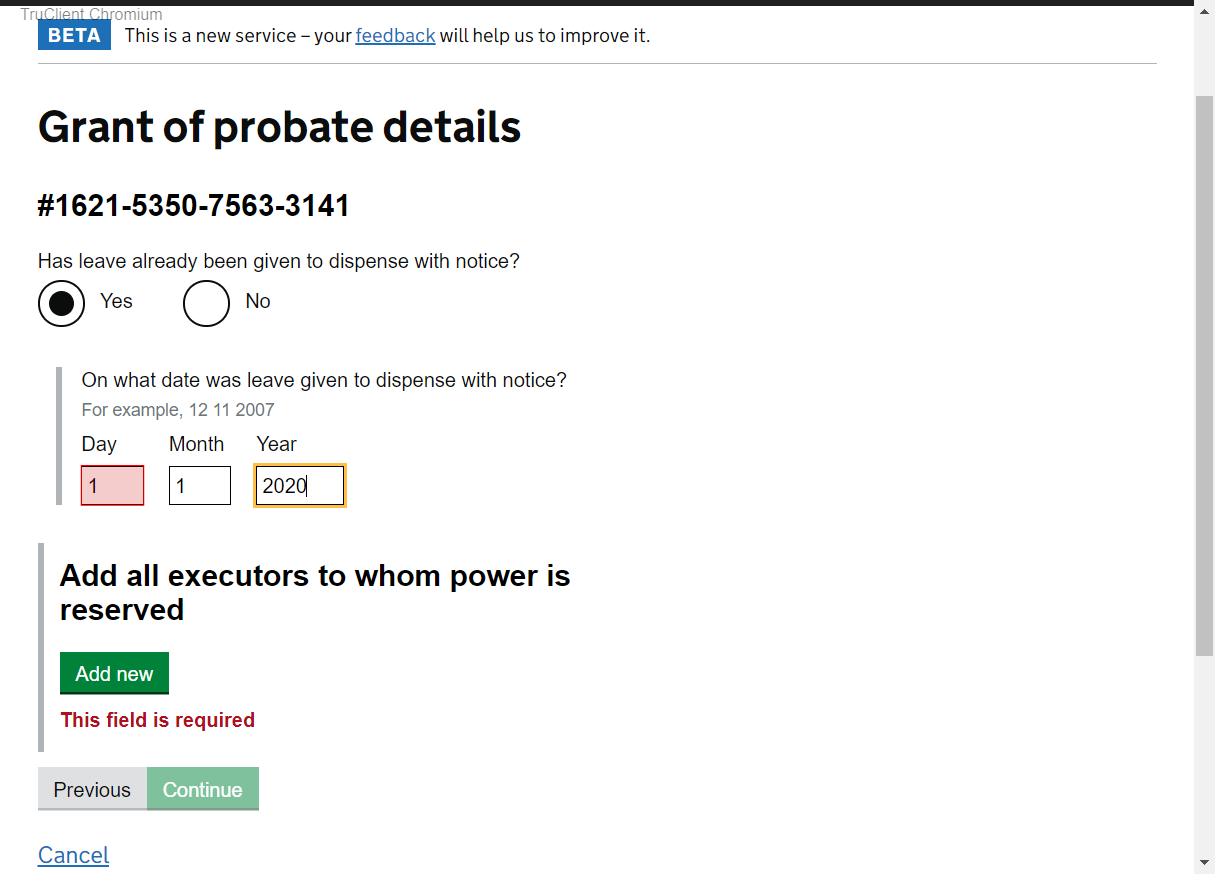 TruClient Chromium
BETA This is a new service – your feedback will help us to improve it.
Grant of probate details
#1621-5350-7563-3141
Has leave already been given to dispense with notice?
Yes No
On what date was leave given to dispense with notice?
For example, 12 11 2007
Day Month Year
1 1 2020
Add all executors to whom power is
reserved
Add new
This field is required
Previous Continue
Cancel